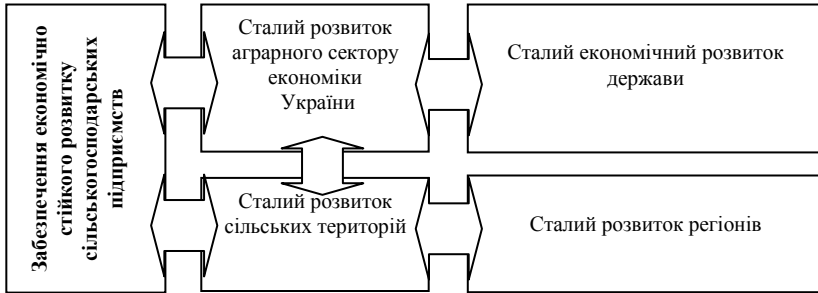 Забезпечення економічно
стійкого розвитку
сільськогосподарських
підприємств
Сталий розвиток
аграрного сектору
економіки
України
Сталий економічний розвиток
держави
Сталий розвиток
сільських територій
Сталий розвиток регіонів